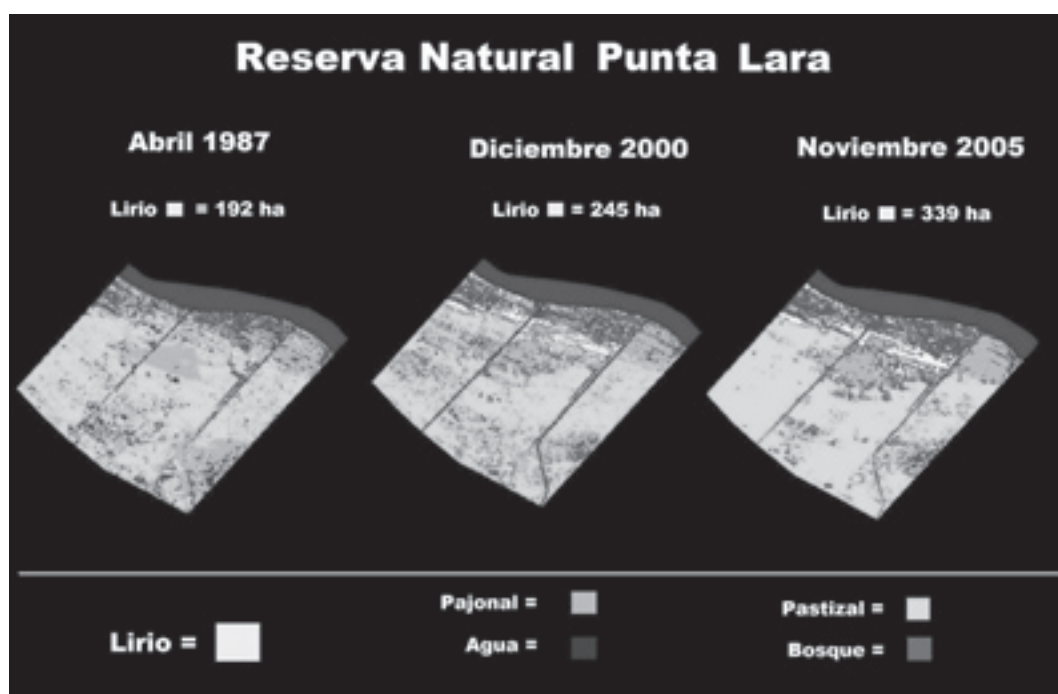 Reserva Natural Punta Lara
Abril 1987
Diciembre 2000
Noviembre 2005
Lirio = 192 ha
Lirio = 245 ha
Lirio = 339 ha
Lirio =
Pajonal =
Agua =
Pastizal =
Bosque =